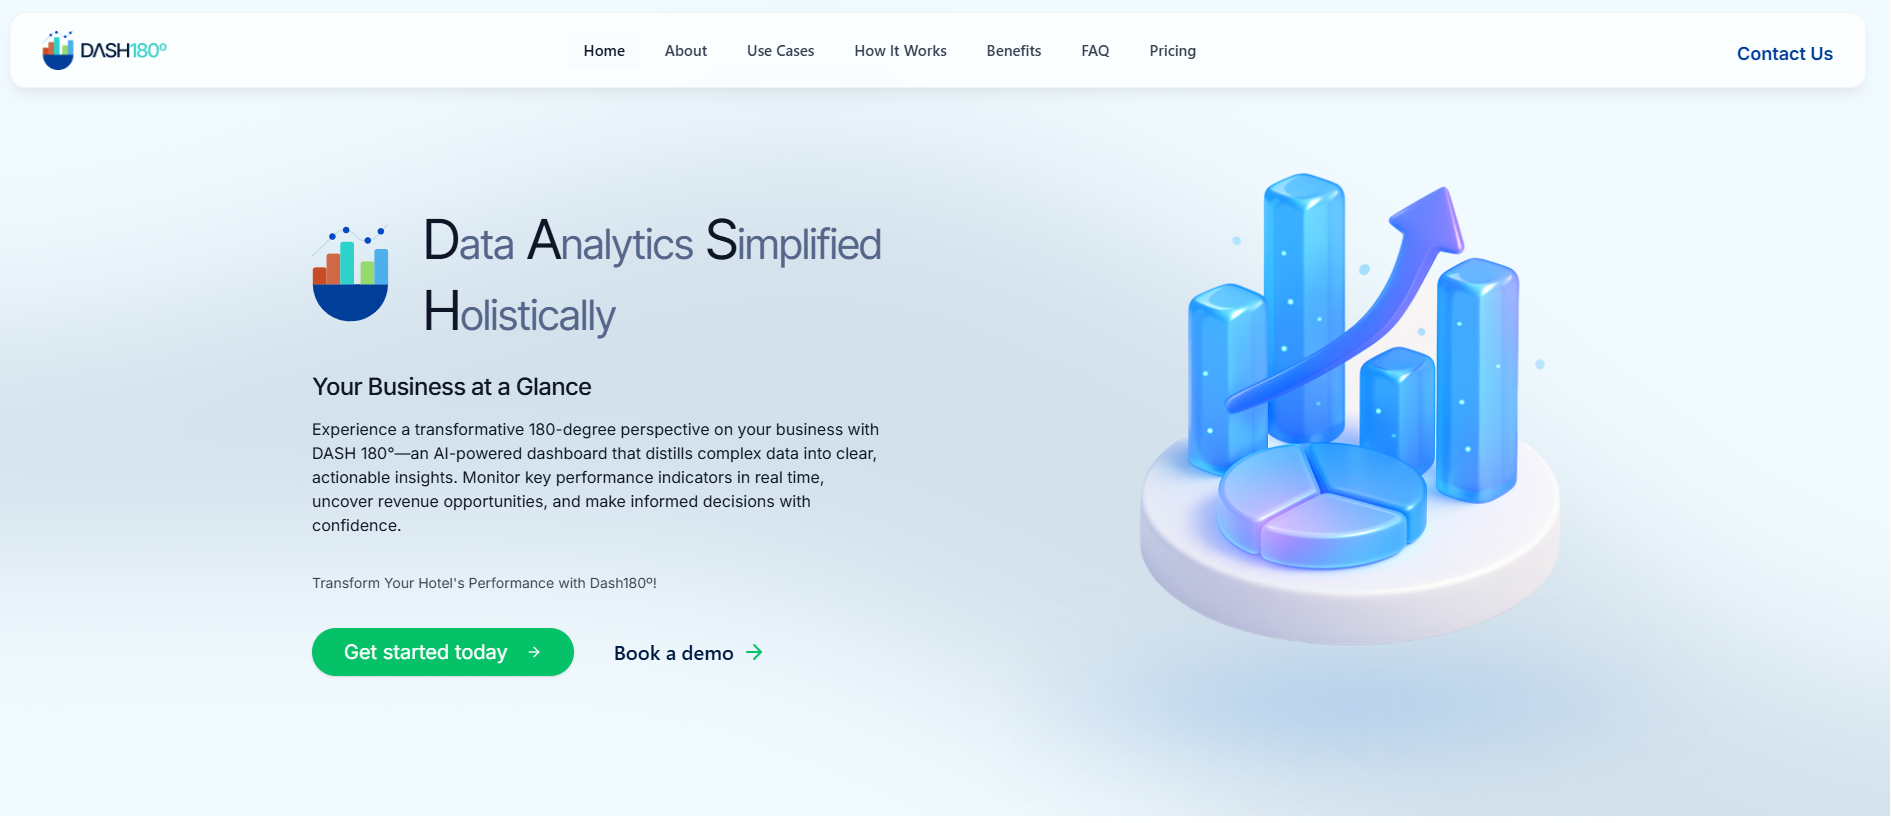 DASH180º
Home
About
Use Cases
How It Works
Benefits
FAQ
Pricing
Contact Us
Data Analytics Simplified
Holistically
Your Business at a Glance
Experience a transformative 180-degree perspective on your business with
DASH 180°—an AI-powered dashboard that distills complex data into clear,
actionable insights. Monitor key performance indicators in real time,
uncover revenue opportunities, and make informed decisions with
confidence.
Transform Your Hotel's Performance with Dash180º!
Get started today →
Book a demo →